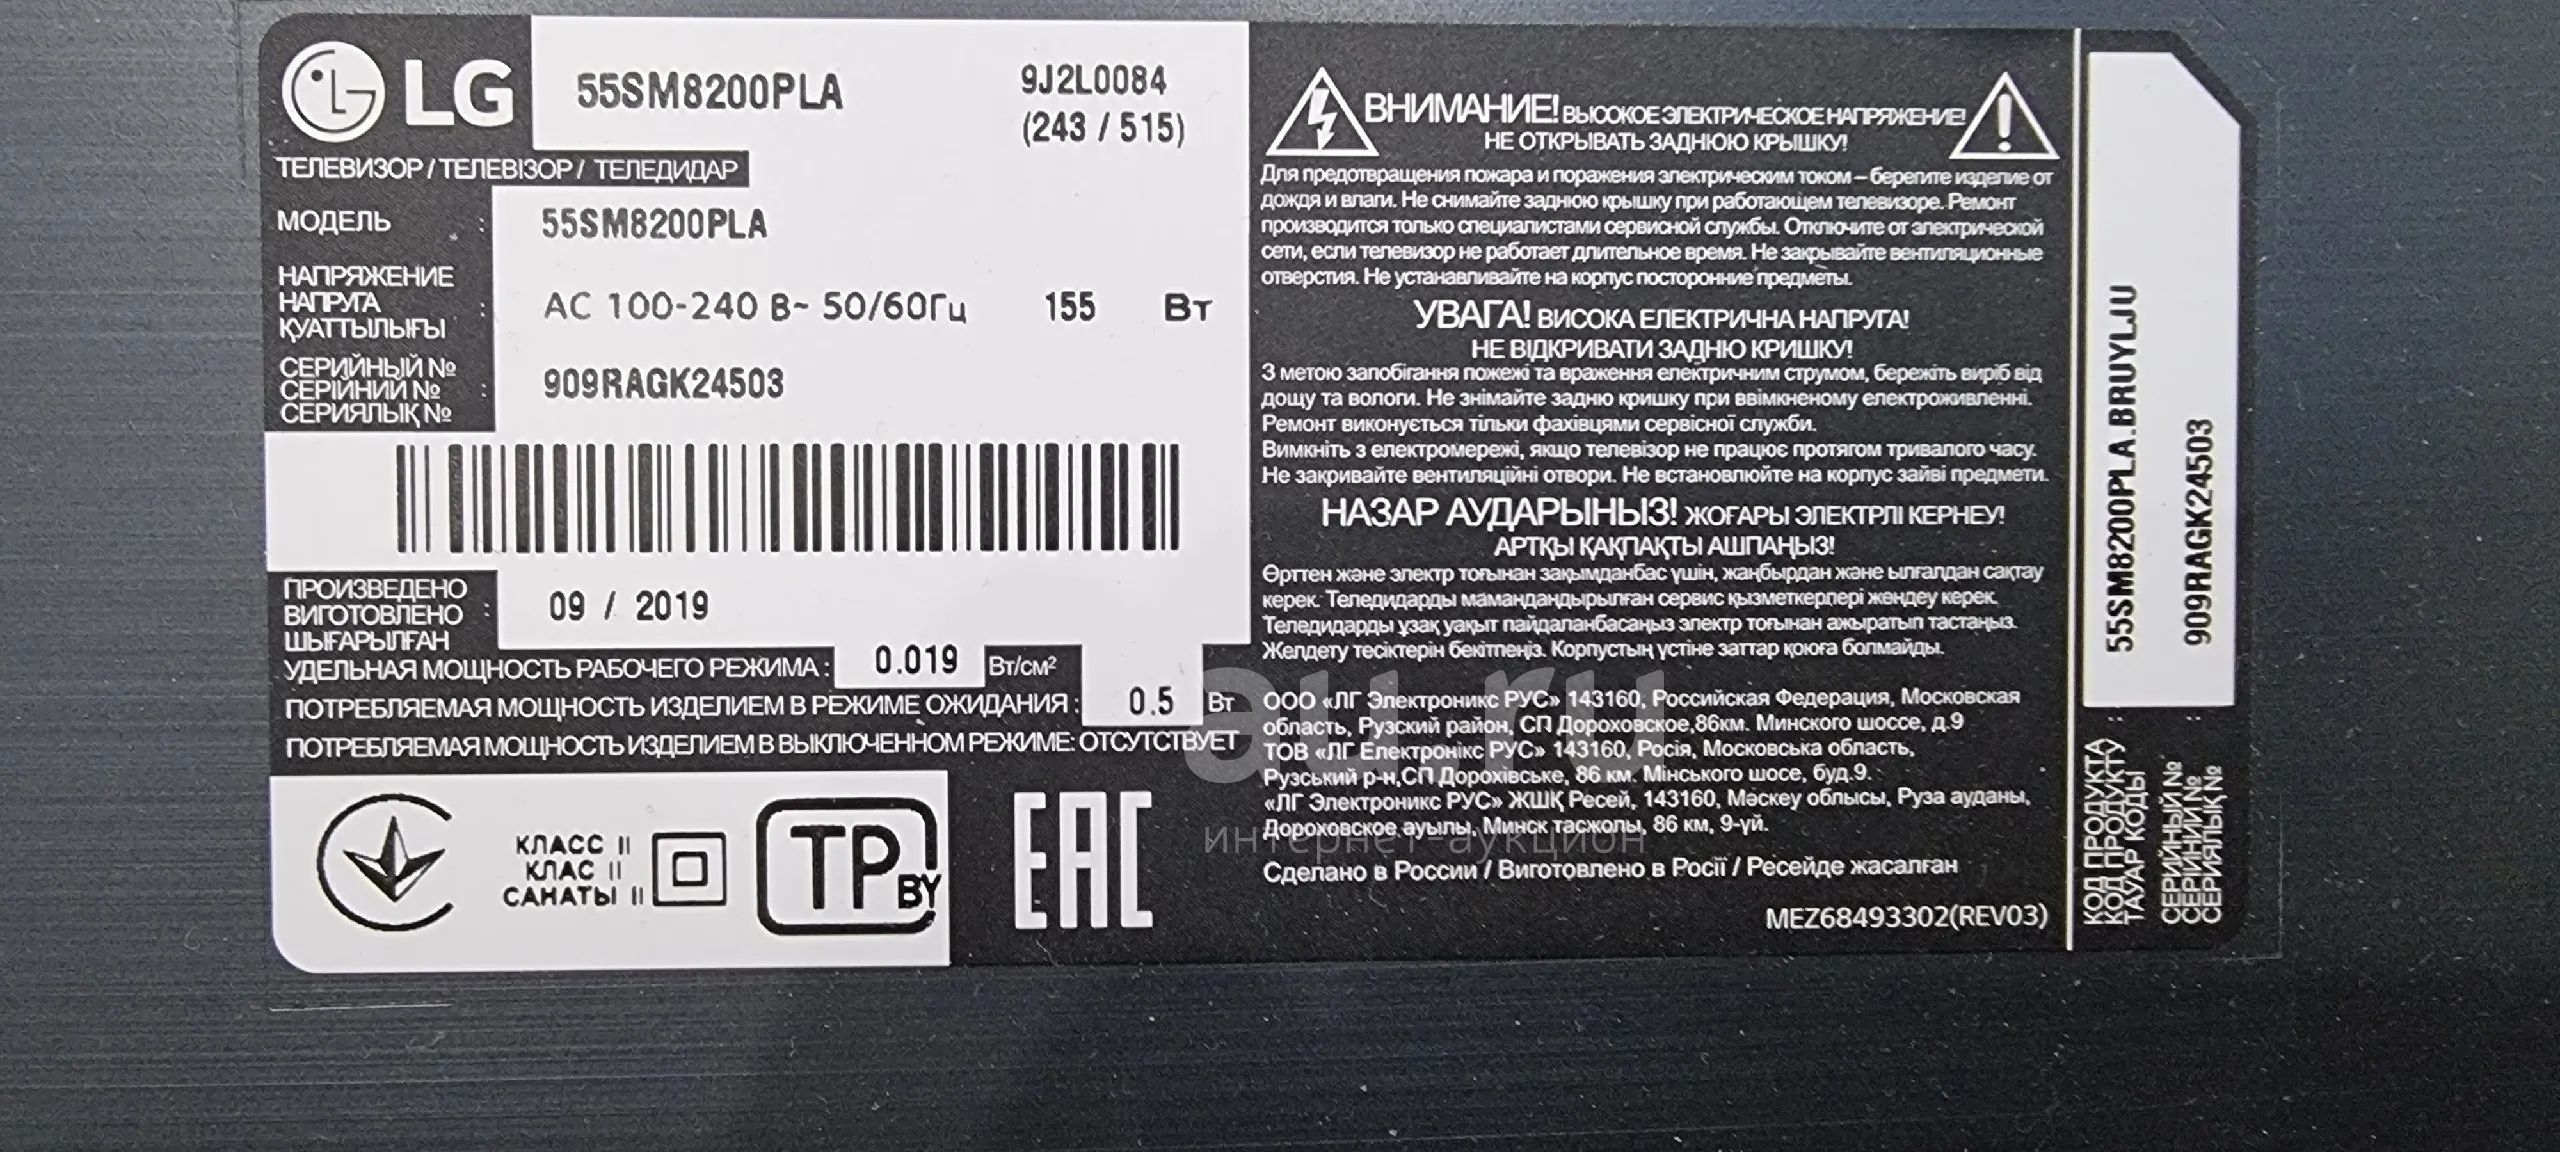 LG
55SM8200PLA
9J2L0084
(243 / 515)
ТЕЛЕВИЗОР / ТЕЛЕВІЗОР / ТЕЛЕДИДАР
МОДЕЛЬ : 55SM8200PLA
НАПРЯЖЕНИЕ
НАПРУГА : AC 100-240 В~ 50/60Гц 155 Вт
ҚУАТТЫЛЫҒЫ
СЕРИЙНЫЙ №
СЕРІЙНИЙ № : 909RAGK24503
СЕРИЯЛЫҚ №
ПРОИЗВЕДЕНО
ВИГОТОВЛЕНО : 09 / 2019
ШЫҒАРЫЛҒАН
УДЕЛЬНАЯ МОЩНОСТЬ РАБОЧЕГО РЕЖИМА : 0.019 Вт/см²
ПОТРЕБЛЯЕМАЯ МОЩНОСТЬ ИЗДЕЛИЕМ В РЕЖИМЕ ОЖИДАНИЯ : 0.5 Вт
ПОТРЕБЛЯЕМАЯ МОЩНОСТЬ ИЗДЕЛИЕМ В ВЫКЛЮЧЕННОМ РЕЖИМЕ: ОТСУТСТВУЕТ
КЛАСС II
КЛАС II
САНАТЫ II
TP BY
EAC
ВНИМАНИЕ! ВЫСОКОЕ ЭЛЕКТРИЧЕСКОЕ НАПРЯЖЕНИЕ!
НЕ ОТКРЫВАТЬ ЗАДНЮЮ КРЫШКУ!
Для предотвращения пожара и поражения электрическим током – берегите изделие от
дождя и влаги. Не снимайте заднюю крышку при работающем телевизоре. Ремонт
производится только специалистами сервисной службы. Отключите от электрической
сети, если телевизор не работает длительное время. Не закрывайте вентиляционные
отверстия. Не устанавливайте на корпус посторонние предметы.
УВАГА! ВИСОКА ЕЛЕКТРИЧНА НАПРУГА!
НЕ ВІДКРИВАТИ ЗАДНЮ КРИШКУ!
З метою запобігання пожежі та враження електричним струмом, бережіть виріб від
дощу та вологи. Не знімайте задню кришку при ввімкненому електроживленні.
Ремонт виконується тільки фахівцями сервісної служби.
Вимкніть з електромережі, якщо телевізор не працює протягом тривалого часу.
Не закривайте вентиляційні отвори. Не встановлюйте на корпус зайві предмети.
НАЗАР АУДАРЫҢЫЗ! ЖОҒАРЫ ЭЛЕКТРЛІ КЕРНЕУ!
АРТҚЫ ҚАҚПАҚТЫ АШПАҢЫЗ!
Өрттен және электр тоғынан зақымданбас үшін, жаңбырдан және ылғалдан сақтау
керек. Теледидарды мамандандырылған сервис қызметкерлері жөндеу керек.
Теледидарды ұзақ уақыт пайдаланбасаңыз электр тоғынан ажыратып тастаңыз.
Желдету тесіктерін бекітпеңіз. Корпустың үстіне заттар қоюға болмайды.
ООО «ЛГ Электроникс РУС» 143160, Российская Федерация, Московская
область, Рузский район, СП Дороховское,86км. Минского шоссе, д.9
ТОВ «ЛГ Електронікс РУС» 143160, Росія, Московська область,
Рузський р-н,СП Дорохівське, 86 км. Мінського шосе, буд.9.
«ЛГ Электроникс РУС» ЖШҚ Ресей, 143160, Мәскеу облысы, Руза ауданы,
Дороховское ауылы, Минск тасжолы, 86 км, 9-үй.
Сделано в России / Виготовлено в Росії / Ресейде жасалған
MEZ68493302(REV03)
КОД ПРОДУКТА
КОД ПРОДУКТУ : 55SM8200PLA.BRUYLJU
ТАУАР КОДЫ
СЕРИЙНЫЙ №
СЕРІЙНИЙ № : 909RAGK24503
СЕРИЯЛЫҚ №
au.ru
интернет-аукцион